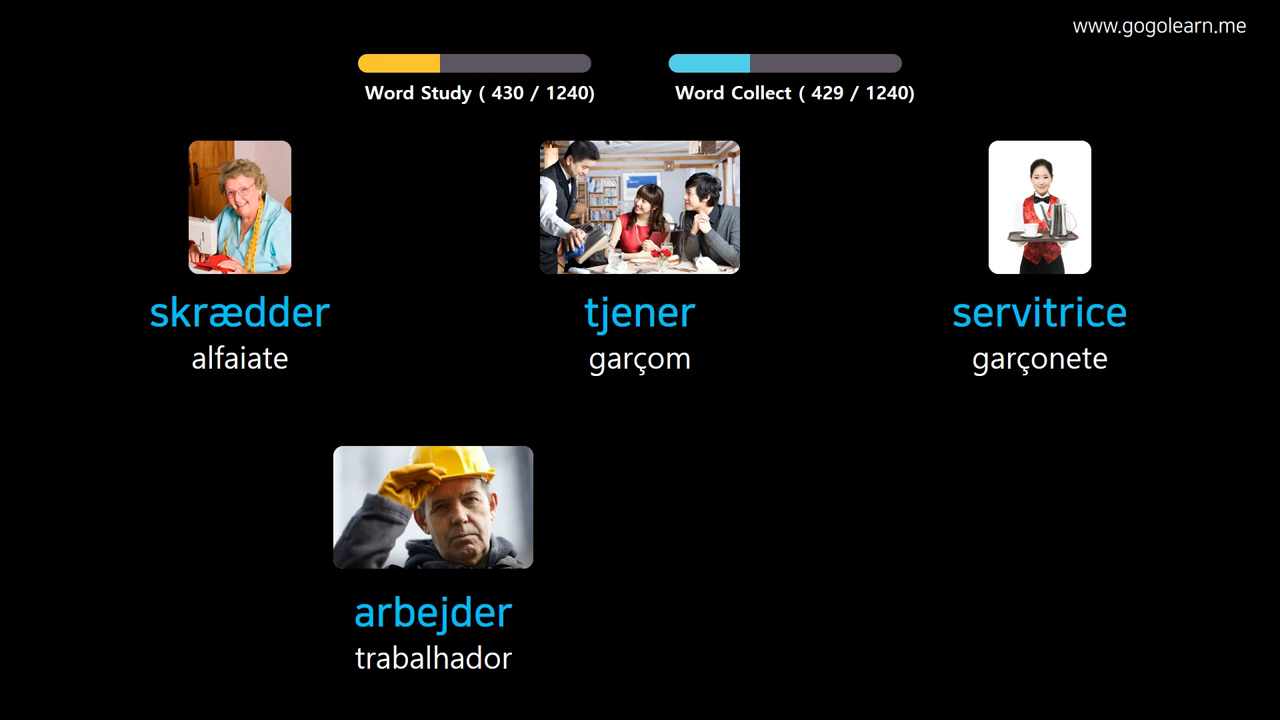 www.gogolearn.me
Word Study ( 430 / 1240)
Word Collect ( 429 / 1240)
skrædder
alfaiate
tjener
garçom
servitrice
garçonete
arbejder
trabalhador